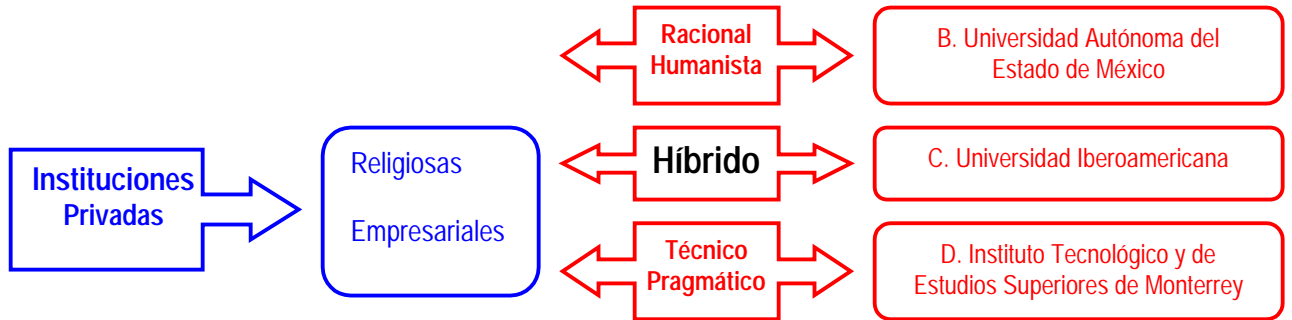 Instituciones
Privadas
Religiosas
Empresariales
Racional
Humanista
B. Universidad Autónoma del
Estado de México
Híbrido
C. Universidad Iberoamericana
Técnico
Pragmático
D. Instituto Tecnológico y de
Estudios Superiores de Monterrey